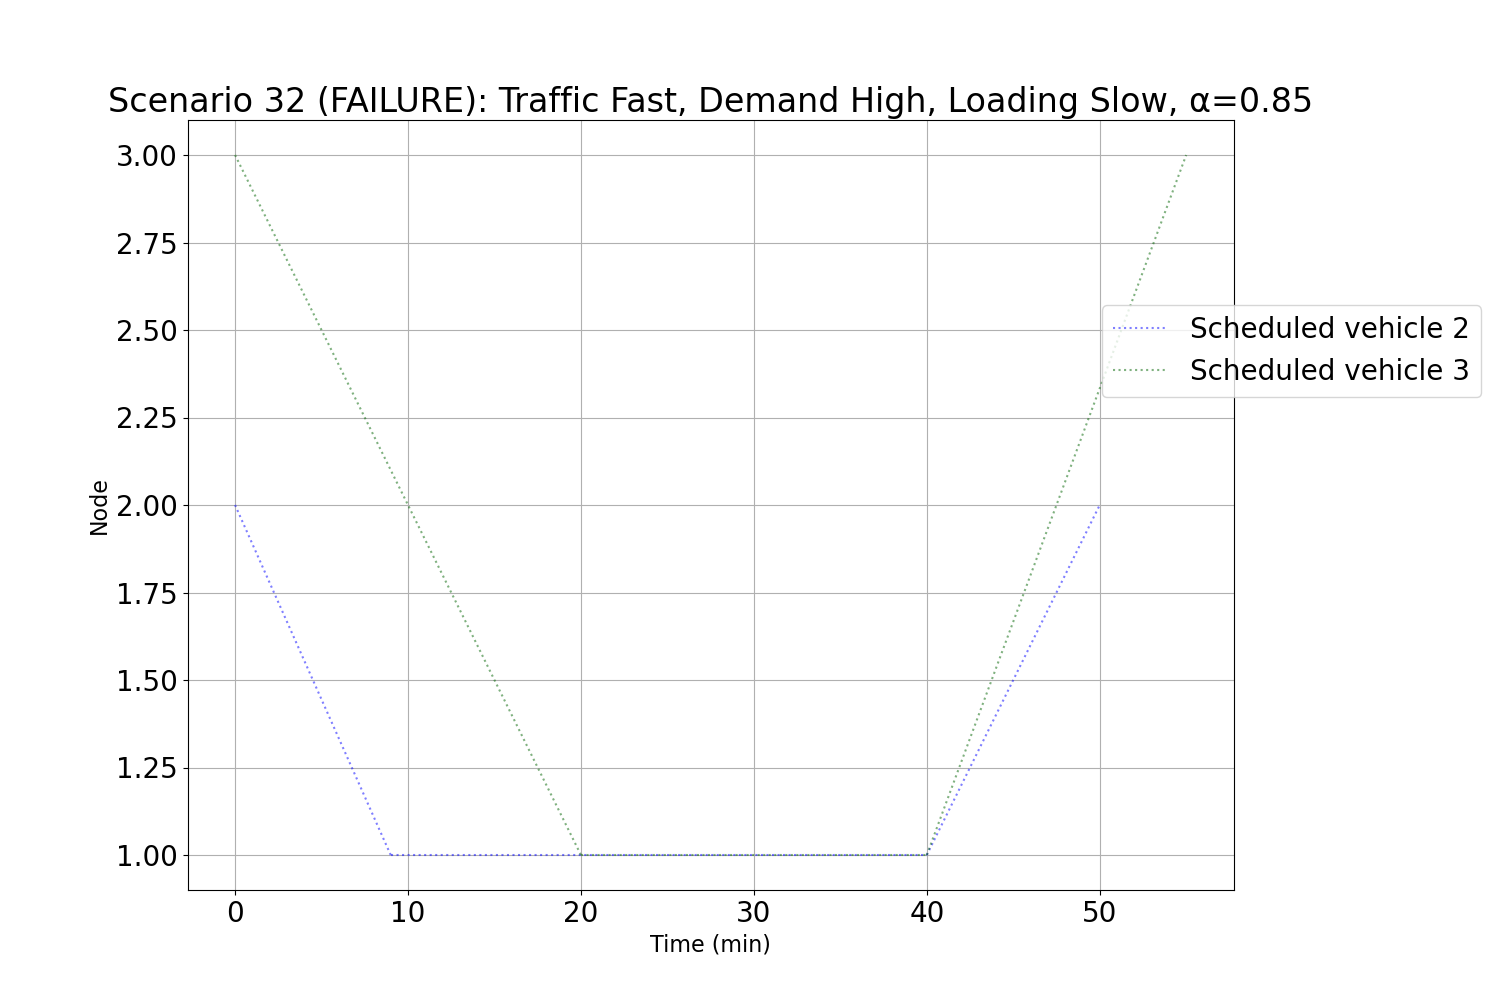 Scenario 32 (FAILURE): Traffic Fast, Demand High, Loading Slow, α=0.85
3.00
2.75
2.50
2.25
2.00
1.75
1.50
1.25
1.00
Node
0 10 20 30 40 50
Time (min)
Scheduled vehicle 2
Scheduled vehicle 3